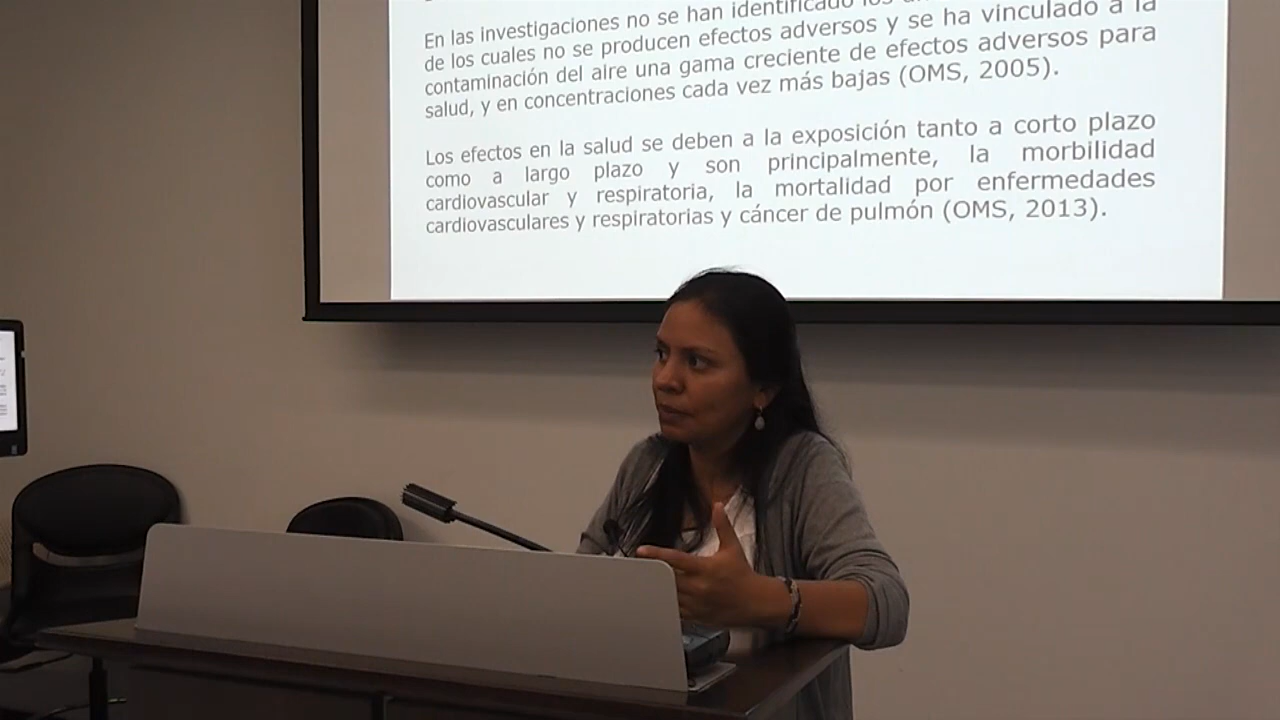 En las investigaciones no se han identificado los
de los cuales no se producen efectos adversos y se ha vinculado a la
contaminación del aire una gama creciente de efectos adversos para
salud, y en concentraciones cada vez más bajas (OMS, 2005).
Los efectos en la salud se deben a la exposición tanto a corto plazo
como a largo plazo y son principalmente, la morbilidad
cardiovascular y respiratoria, la mortalidad por enfermedades
cardiovasculares y respiratorias y cáncer de pulmón (OMS, 2013).